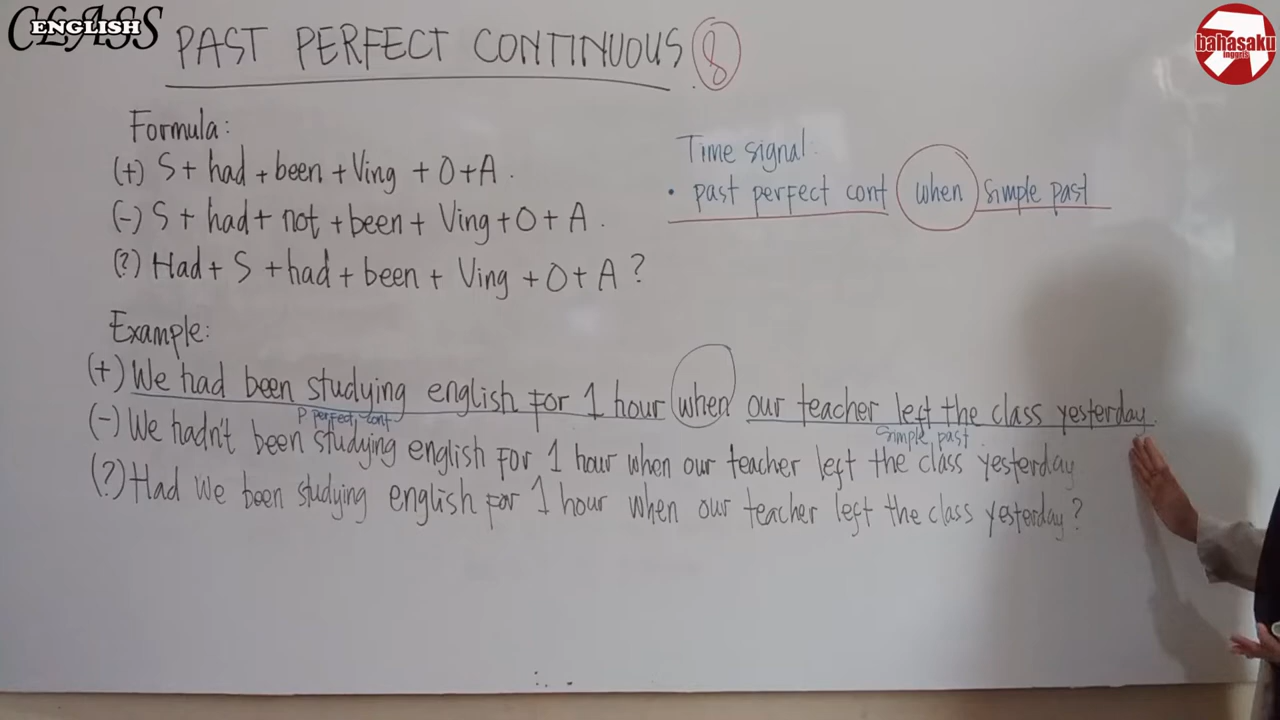 ENGLISH
CLASS
bahasaku
inggris
PAST PERFECT CONTINUOUS 8
Formula:
(+) S + had + been + Ving + O + A.
(-) S + had + not + been + Ving + O + A.
(?) Had + S + had + been + Ving + O + A ?
Time signal:
• past perfect cont when simple past
Example:
(+) We had been studying english for 1 hour when our teacher left the class yesterday.
P perfect, cont
simple past
(-) We hadn't been studying english for 1 hour when our teacher left the class yesterday.
(?) Had we been studying english for 1 hour when our teacher left the class yesterday?